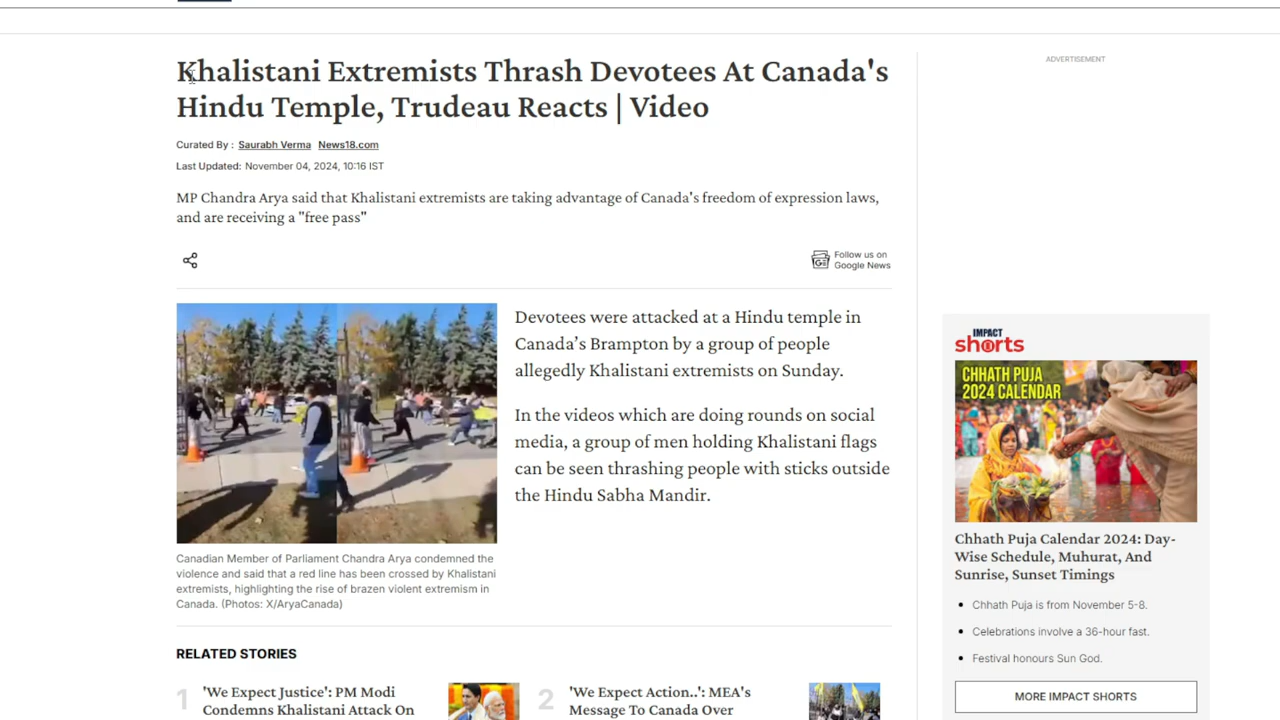 Khalistani Extremists Thrash Devotees At Canada's
Hindu Temple, Trudeau Reacts | Video
Curated By : Saurabh Verma News18.com
Last Updated: November 04, 2024, 10:16 IST
MP Chandra Arya said that Khalistani extremists are taking advantage of Canada's freedom of expression laws,
and are receiving a "free pass"
Follow us on
Google News
Devotees were attacked at a Hindu temple in
Canada’s Brampton by a group of people
allegedly Khalistani extremists on Sunday.
In the videos which are doing rounds on social
media, a group of men holding Khalistani flags
can be seen thrashing people with sticks outside
the Hindu Sabha Mandir.
Canadian Member of Parliament Chandra Arya condemned the
violence and said that a red line has been crossed by Khalistani
extremists, highlighting the rise of brazen violent extremism in
Canada. (Photos: X/AryaCanada)
RELATED STORIES
1
'We Expect Justice': PM Modi
Condemns Khalistani Attack On
2
'We Expect Action..': MEA's
Message To Canada Over
ADVERTISEMENT
IMPACT
shorts
CHHATH PUJA
2024 CALENDAR
Chhath Puja Calendar 2024: Day-
Wise Schedule, Muhurat, And
Sunrise, Sunset Timings
Chhath Puja is from November 5-8.
Celebrations involve a 36-hour fast.
Festival honours Sun God.
MORE IMPACT SHORTS